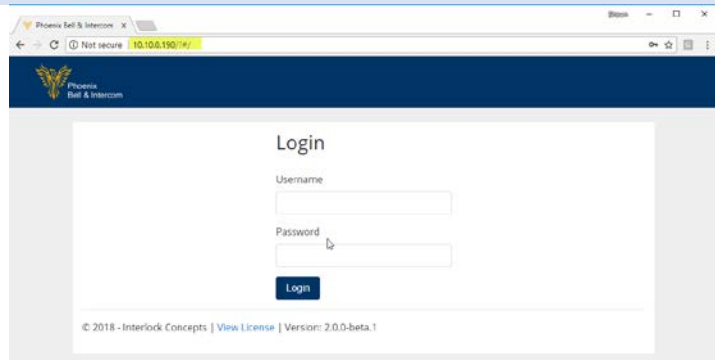 Phoenix Bell & Intercom
Not secure 10.10.0.190/?#/
Phoenix
Bell & Intercom
Login
Username
Password
Login
© 2018 - Interlock Concepts | View License | Version: 2.0.0-beta.1